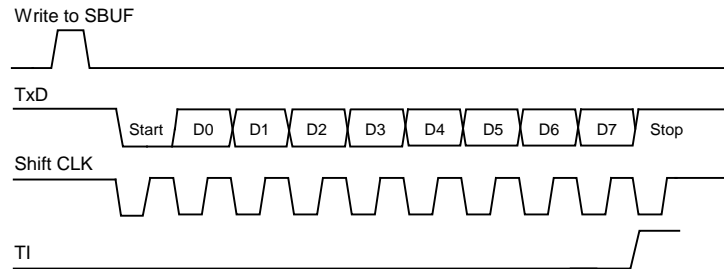 Write to SBUF
TxD
Start D0 D1 D2 D3 D4 D5 D6 D7 Stop
Shift CLK
TI